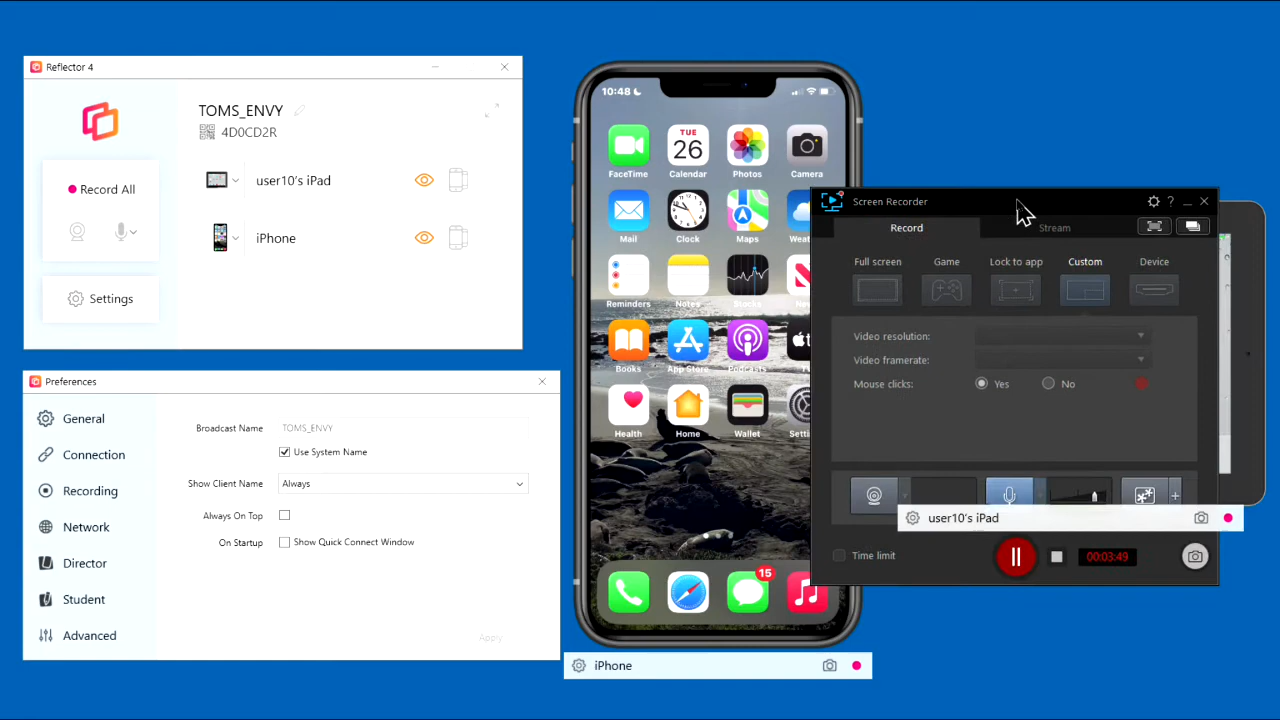 Reflector 4
TOMS_ENVY
4D0CD2R
Record All
user10's iPad
iPhone
Settings
Preferences
General
Connection
Recording
Network
Director
Student
Advanced
Broadcast Name
TOMS_ENVY
Use System Name
Show Client Name
Always
Always On Top
On Startup
Show Quick Connect Window
Apply
10:48
FaceTime
TUE
26
Calendar
Photos
Camera
Mail
Clock
Maps
Reminders
Notes
Stocks
Books
App Store
Podcasts
Health
Home
Wallet
15
iPhone
Screen Recorder
?
Record
Stream
Full screen
Game
Lock to app
Custom
Device
Video resolution:
Video framerate:
Mouse clicks:
Yes
No
user10's iPad
Time limit
00:03:49